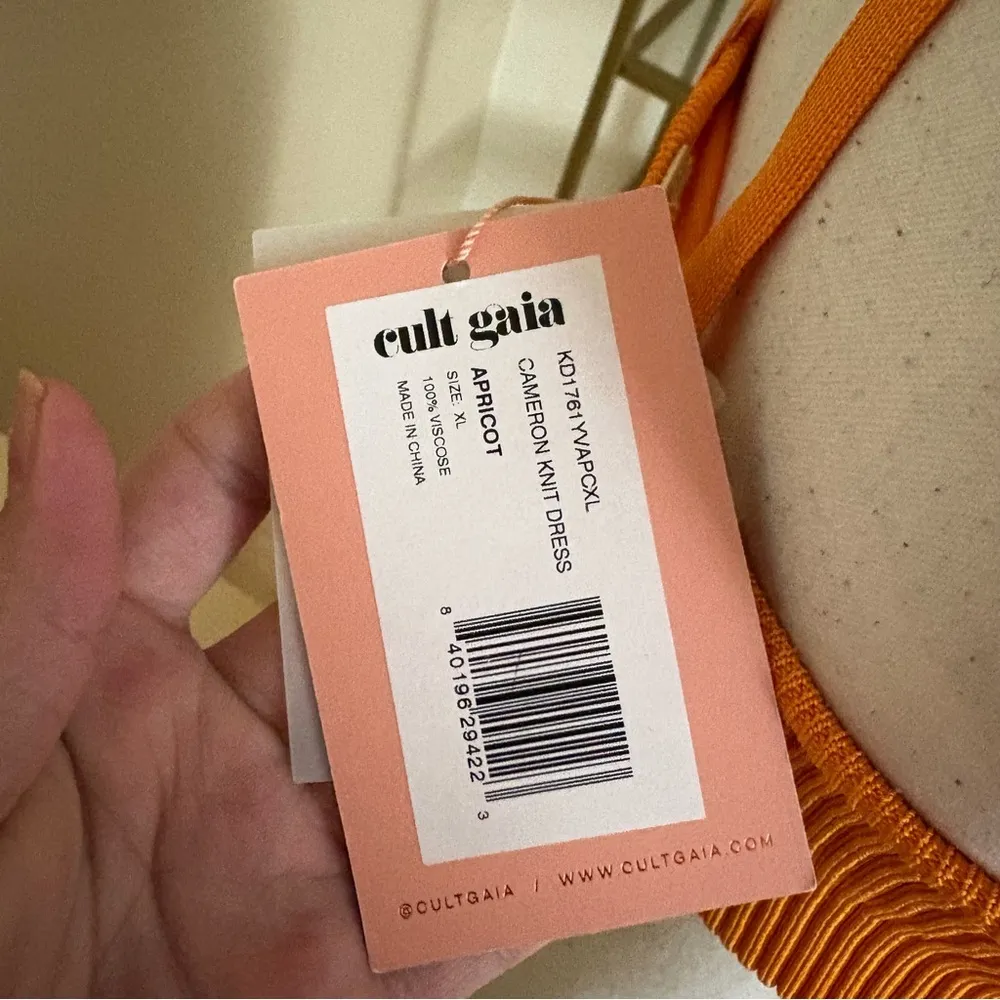 cult gaia
KD1761YVAPCXL
CAMERON KNIT DRESS
APRICOT
SIZE: XL
100% VISCOSE
MADE IN CHINA
8 40196 29422 3
@CULTGAIA / WWW.CULTGAIA.COM